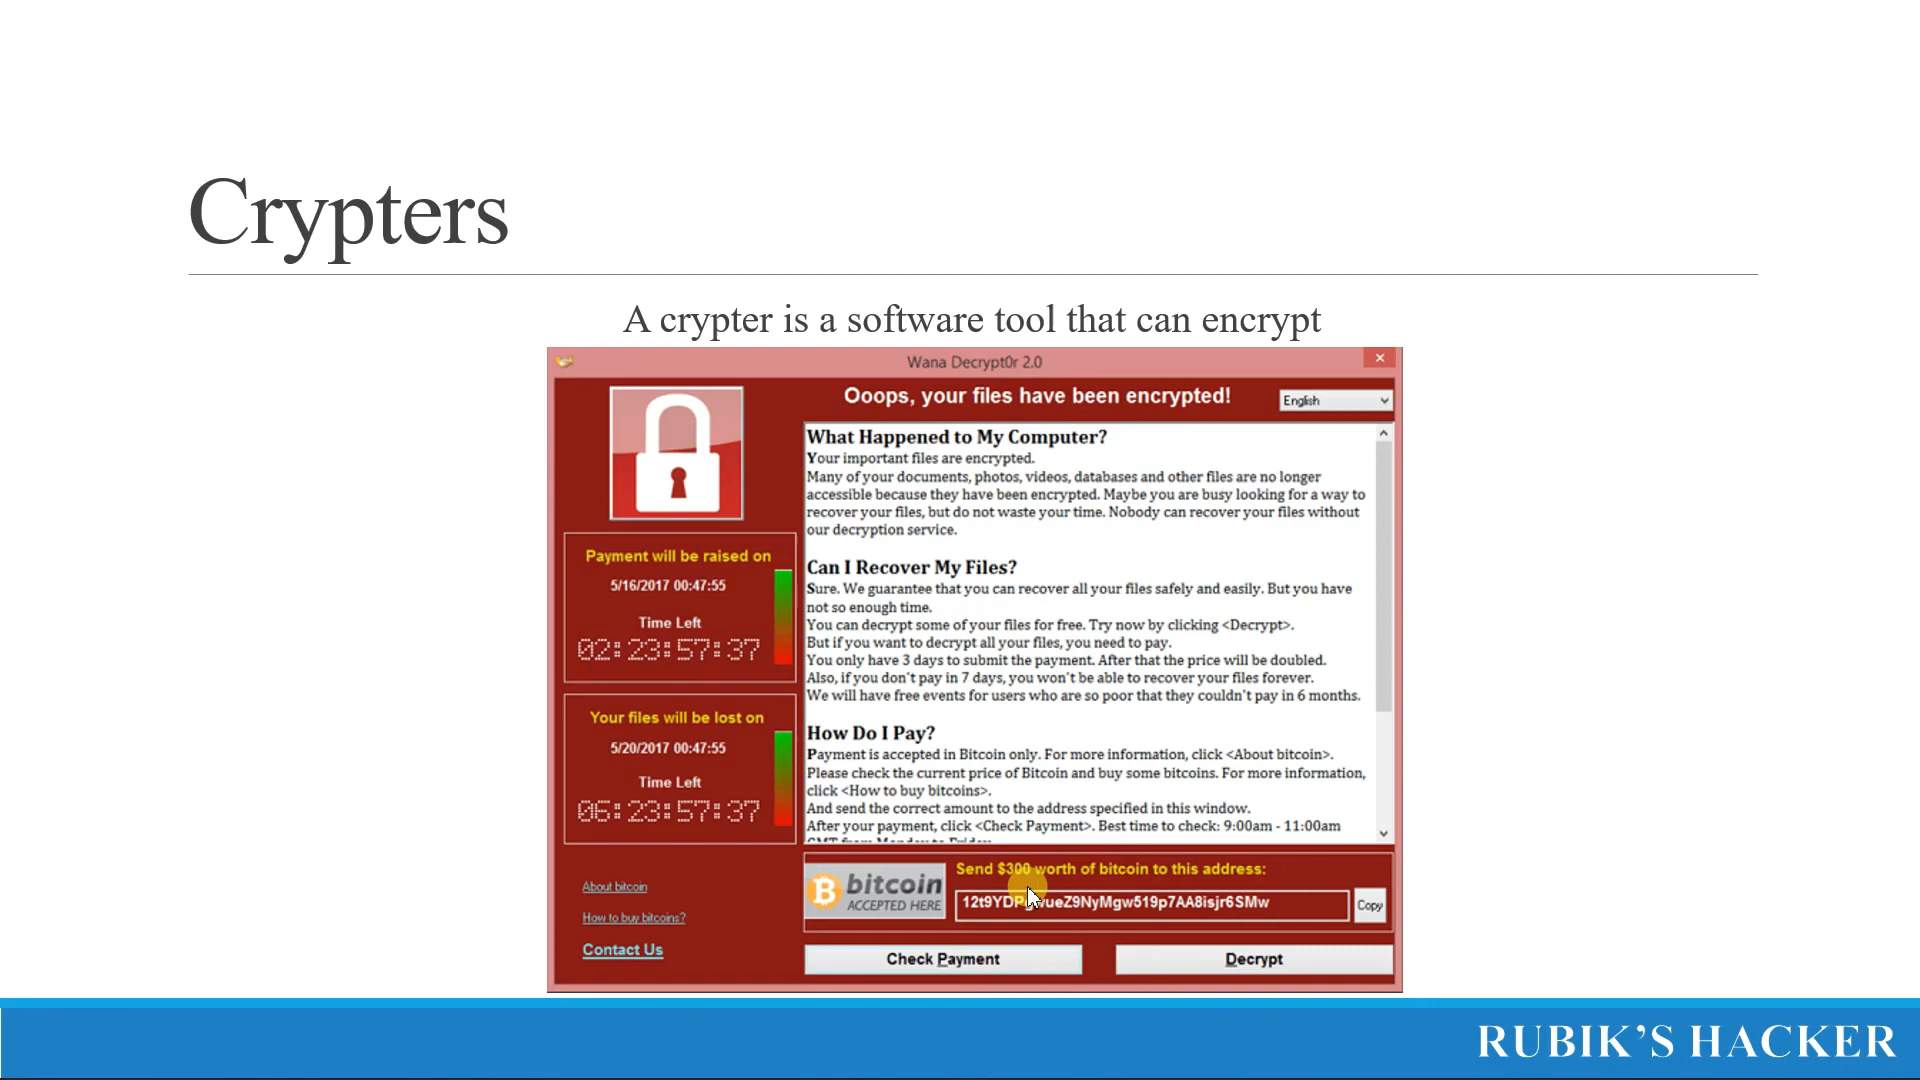 Crypters
A crypter is a software tool that can encrypt
Wana Decrypt0r 2.0
Ooops, your files have been encrypted!
English
What Happened to My Computer?
Your important files are encrypted.
Many of your documents, photos, videos, databases and other files are no longer
accessible because they have been encrypted. Maybe you are busy looking for a way to
recover your files, but do not waste your time. Nobody can recover your files without
our decryption service.
Can I Recover My Files?
Sure. We guarantee that you can recover all your files safely and easily. But you have
not so enough time.
You can decrypt some of your files for free. Try now by clicking <Decrypt>.
But if you want to decrypt all your files, you need to pay.
You only have 3 days to submit the payment. After that the price will be doubled.
Also, if you don't pay in 7 days, you won't be able to recover your files forever.
We will have free events for users who are so poor that they couldn't pay in 6 months.
How Do I Pay?
Payment is accepted in Bitcoin only. For more information, click <About bitcoin>.
Please check the current price of Bitcoin and buy some bitcoins. For more information,
click <How to buy bitcoins>.
And send the correct amount to the address specified in this window.
After your payment, click <Check Payment>. Best time to check: 9:00am - 11:00am
Payment will be raised on
5/16/2017 00:47:55
Time Left
02:23:57:37
Your files will be lost on
5/20/2017 00:47:55
Time Left
06:23:57:37
About bitcoin
How to buy bitcoins?
Contact Us
bitcoin
ACCEPTED HERE
Send $300 worth of bitcoin to this address:
Copy
Check Payment
Decrypt
RUBIK'S HACKER